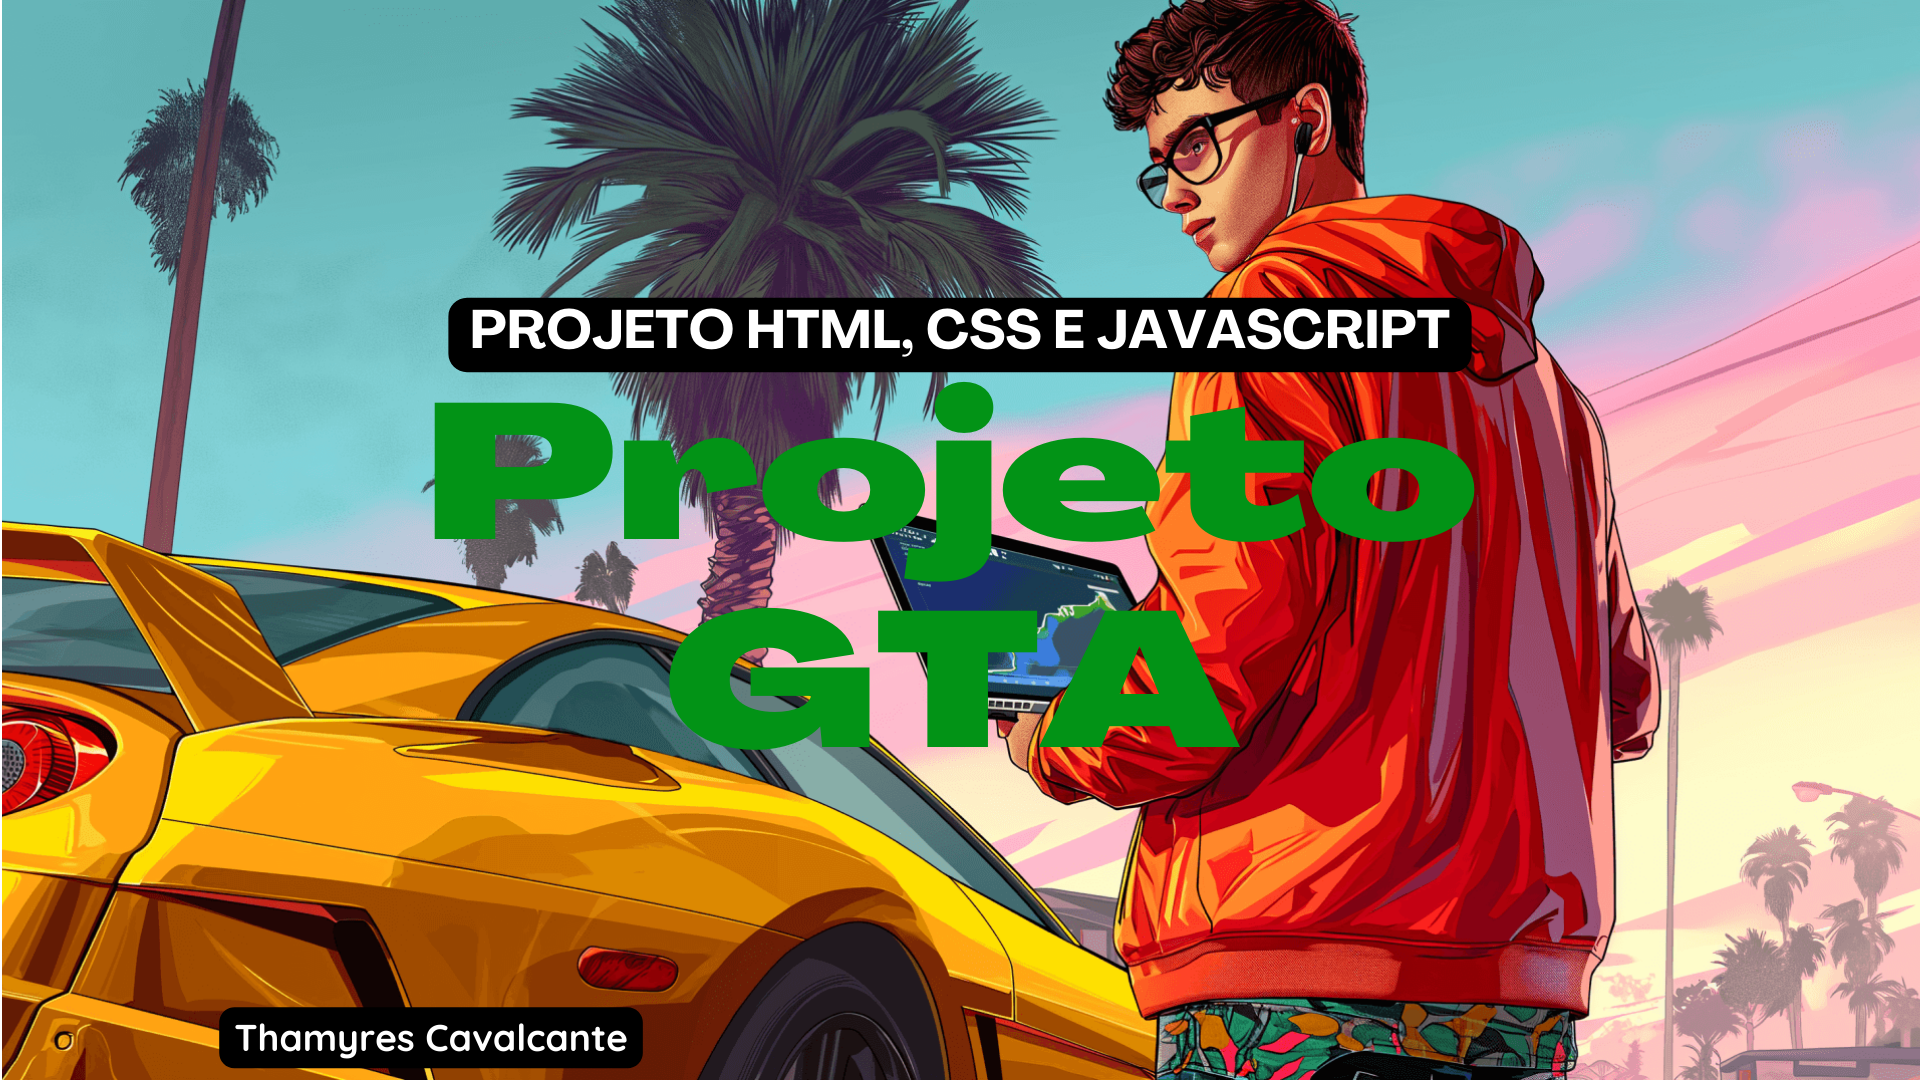 PROJETO HTML, CSS E JAVASCRIPT
Projeto
GTA
Thamyres Cavalcante